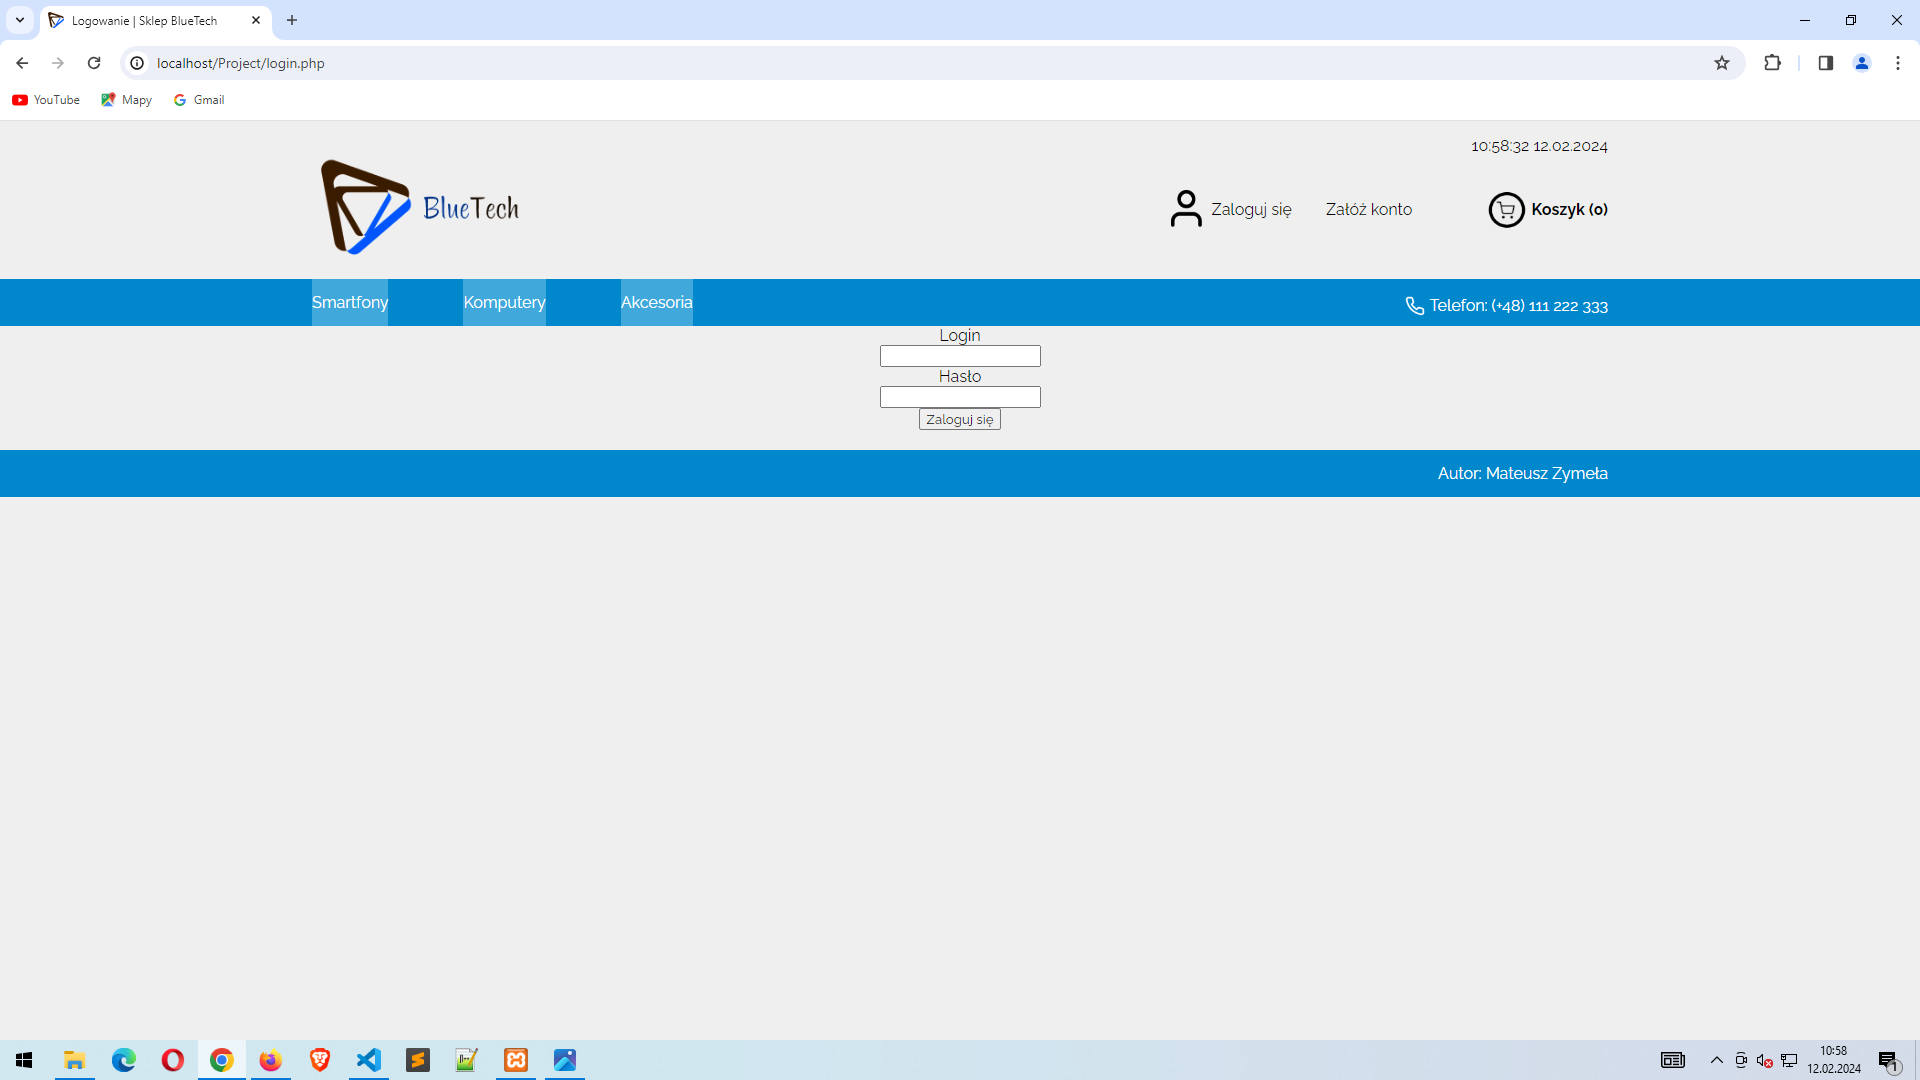 Logowanie | Sklep BlueTech
localhost/Project/login.php
YouTube Mapy Gmail
10:58:32 12.02.2024
BlueTech
Zaloguj się Załóż konto Koszyk (0)
Smartfony Komputery Akcesoria Telefon: (+48) 111 222 333
Login
Hasło
Zaloguj się
Autor: Mateusz Zymeła
10:58
12.02.2024
1